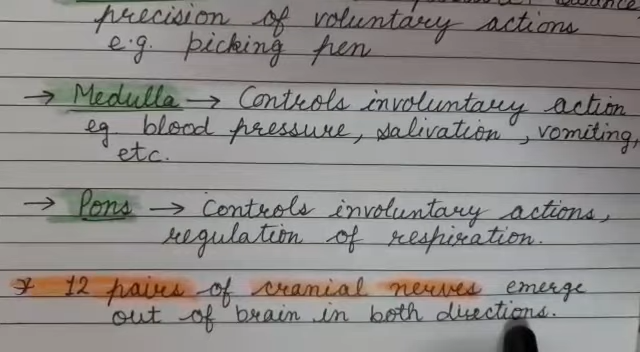 balance
precision of voluntary actions
e.g. picking pen
→ Medulla → Controls involuntary action
eg blood pressure, salivation, vomiting,
etc.
→ Pons → Controls involuntary actions,
regulation of respiration.
* 12 pairs of cranial nerves emerge
out of brain in both directions.